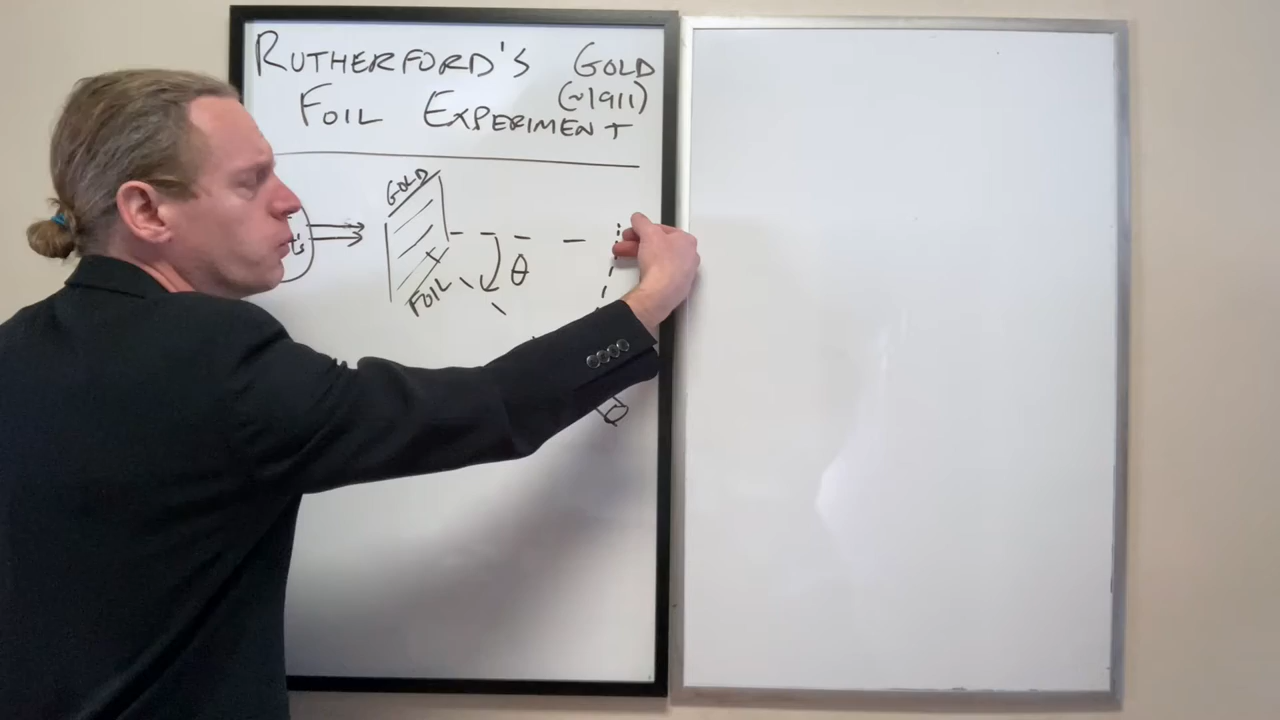 RUTHERFORD'S GOLD
FOIL EXPERIMENT (~1911)
GOLD
FOIL
θ